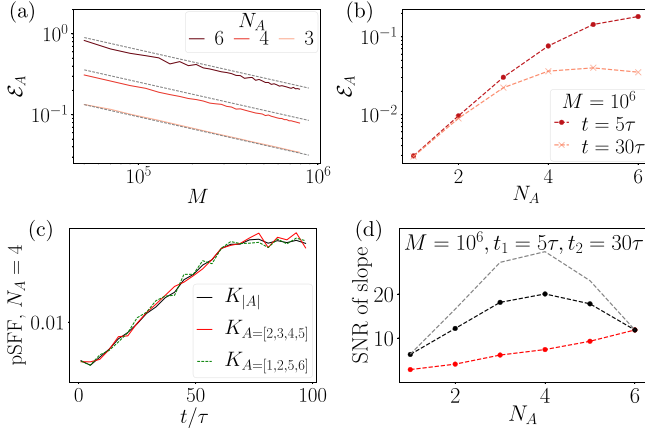 (a)
N_A
6 4 3
10^0
10^{-1}
ℰ_A
10^5
10^6
M
(b)
10^{-1}
10^{-2}
ℰ_A
M = 10^6
t = 5τ
t = 30τ
2 4 6
N_A
(c)
pSFF, N_A = 4
0.01
K_{|A|}
K_{A=[2,3,4,5]}
K_{A=[1,2,5,6]}
0 50 100
t/τ
(d)
M = 10^6, t_1 = 5τ, t_2 = 30τ
SNR of slope
20
10
2 4 6
N_A